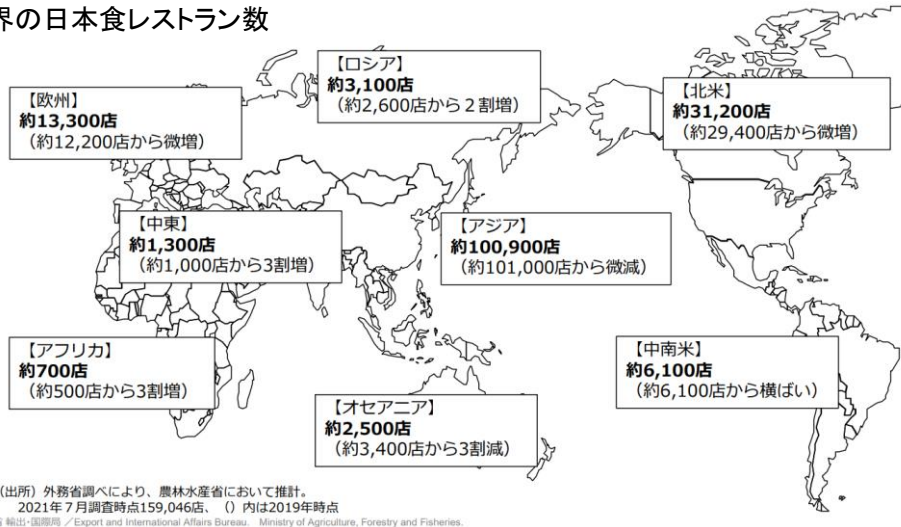 界の日本食レストラン数
【ロシア】
約3,100店
（約2,600店から２割増）
【欧州】
約13,300店
（約12,200店から微増）
【北米】
約31,200店
（約29,400店から微増）
【中東】
約1,300店
（約1,000店から3割増）
【アジア】
約100,900店
（約101,000店から微減）
【アフリカ】
約700店
（約500店から3割増）
【中南米】
約6,100店
（約6,100店から横ばい）
【オセアニア】
約2,500店
（約3,400店から3割減）
（出所）外務省調べにより、農林水産省において推計。
2021年７月調査時点159,046店、（）内は2019年時点
省 輸出・国際局 ／Export and International Affairs Bureau. Ministry of Agriculture, Forestry and Fisheries.